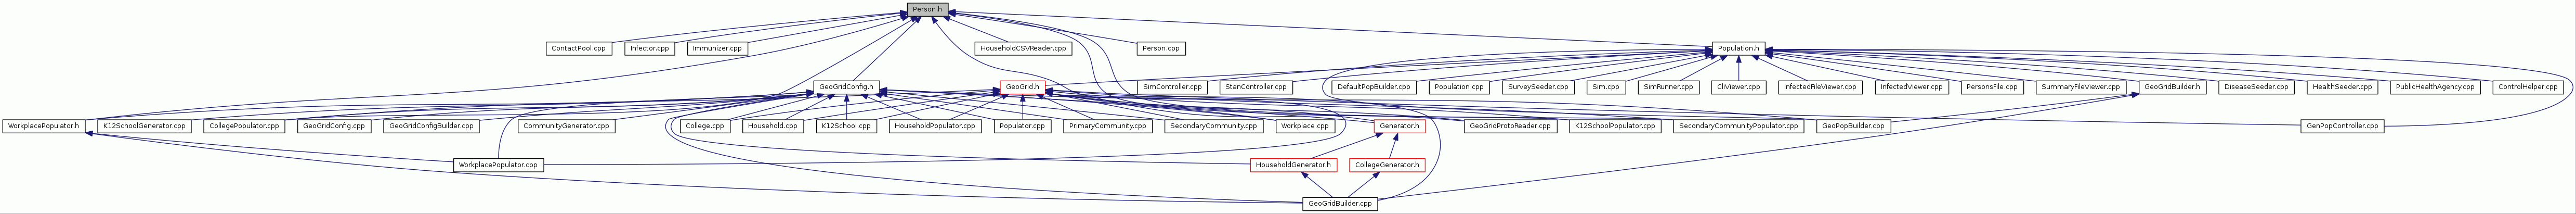 Person.h
ContactPool.cpp
Infector.cpp
Immunizer.cpp
HouseholdCSVReader.cpp
Person.cpp
Population.h
GeoGridConfig.h
GeoGrid.h
SimController.cpp
StanController.cpp
DefaultPopBuilder.cpp
Population.cpp
SurveySeeder.cpp
Sim.cpp
SimRunner.cpp
CliViewer.cpp
InfectedFileViewer.cpp
InfectedViewer.cpp
PersonsFile.cpp
SummaryFileViewer.cpp
GeoGridBuilder.h
DiseaseSeeder.cpp
HealthSeeder.cpp
PublicHealthAgency.cpp
ControlHelper.cpp
WorkplacePopulator.h
K12SchoolGenerator.cpp
CollegePopulator.cpp
GeoGridConfig.cpp
GeoGridConfigBuilder.cpp
CommunityGenerator.cpp
College.cpp
Household.cpp
K12School.cpp
HouseholdPopulator.cpp
Populator.cpp
PrimaryCommunity.cpp
SecondaryCommunity.cpp
Workplace.cpp
Generator.h
GeoGridProtoReader.cpp
K12SchoolPopulator.cpp
SecondaryCommunityPopulator.cpp
GeoPopBuilder.cpp
GenPopController.cpp
WorkplacePopulator.cpp
HouseholdGenerator.h
CollegeGenerator.h
GeoGridBuilder.cpp